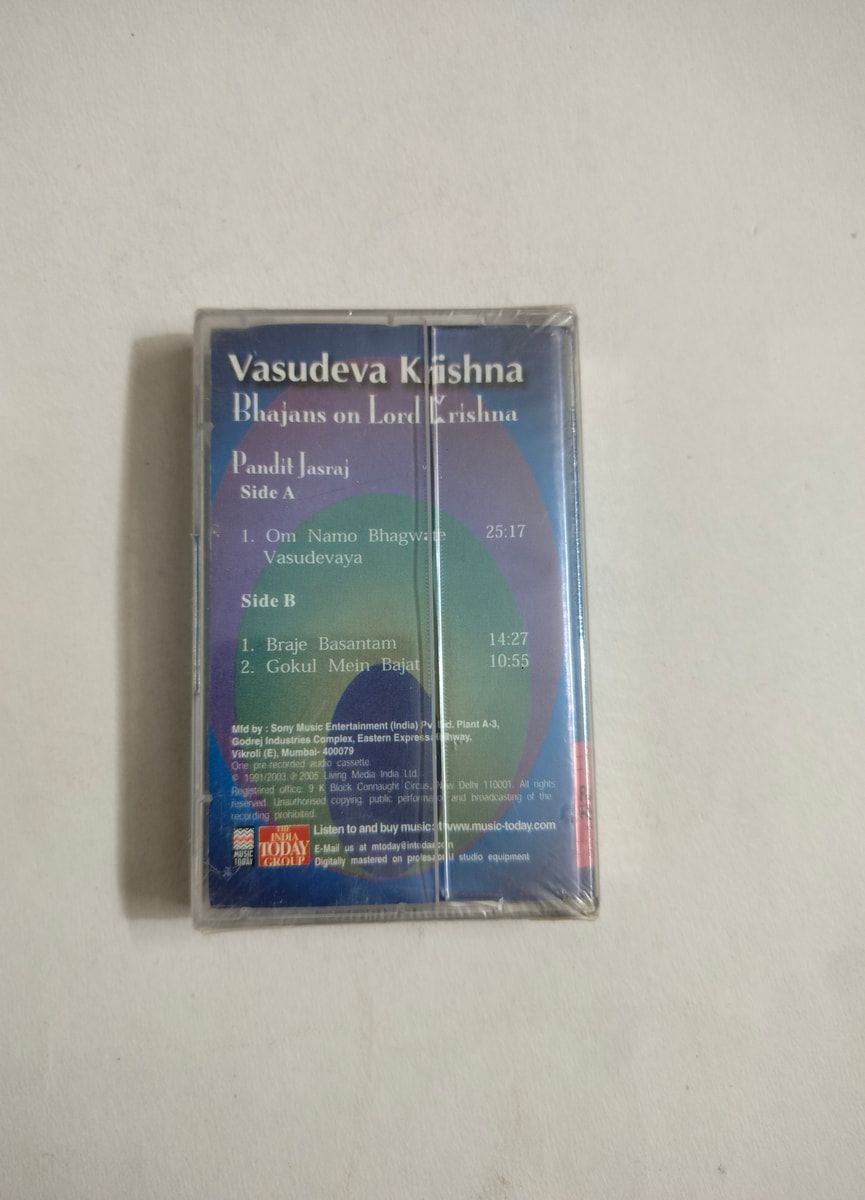 Vasudeva Krishna
Bhajans on Lord Krishna
Pandit Jasraj
Side A
1. Om Namo Bhagwate 25:17
Vasudevaya
Side B
1. Braje Basantam 14:27
2. Gokul Mein Bajat 10:55
Mfd by : Sony Music Entertainment (India) Pvt. Ltd. Plant A-3,
Godrej Industries Complex, Eastern Express Highway,
Vikroli (E), Mumbai- 400079
One pre-recorded audio cassette.
© 1991/2003 ℗ 2005 Living Media India Ltd.
Registered office: 9 K Block Connaught Circus, New Delhi 110001. All rights
reserved. Unauthorised copying, public performance and broadcasting of the
recording prohibited.
MUSIC TODAY
THE
INDIA
TODAY
GROUP
Listen to and buy music at www.music-today.com
E-Mail us at mtoday@intoday.com
Digitally mastered on professional studio equipment